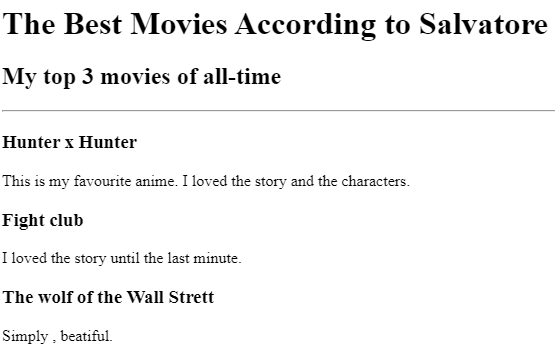 The Best Movies According to Salvatore
My top 3 movies of all-time
Hunter x Hunter
This is my favourite anime. I loved the story and the characters.
Fight club
I loved the story until the last minute.
The wolf of the Wall Strett
Simply , beatiful.